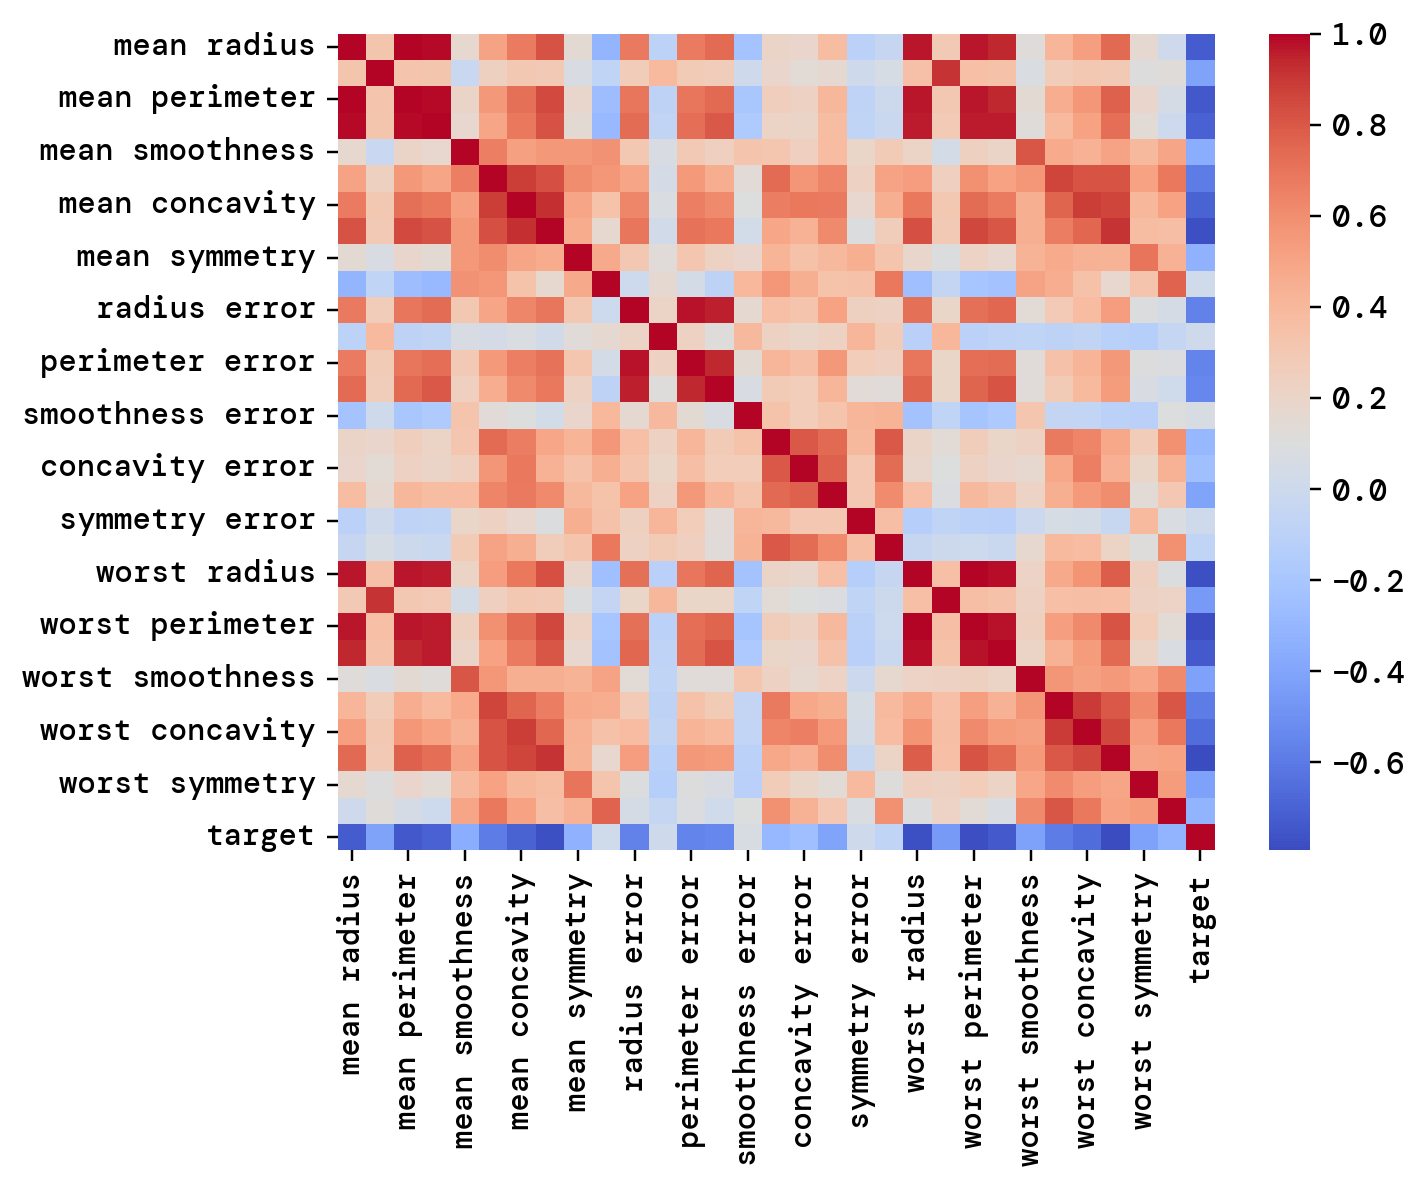 mean radius
mean perimeter
mean smoothness
mean concavity
mean symmetry
radius error
perimeter error
smoothness error
concavity error
symmetry error
worst radius
worst perimeter
worst smoothness
worst concavity
worst symmetry
target
mean radius
mean perimeter
mean smoothness
mean concavity
mean symmetry
radius error
perimeter error
smoothness error
concavity error
symmetry error
worst radius
worst perimeter
worst smoothness
worst concavity
worst symmetry
target
1.0
0.8
0.6
0.4
0.2
0.0
−0.2
−0.4
−0.6